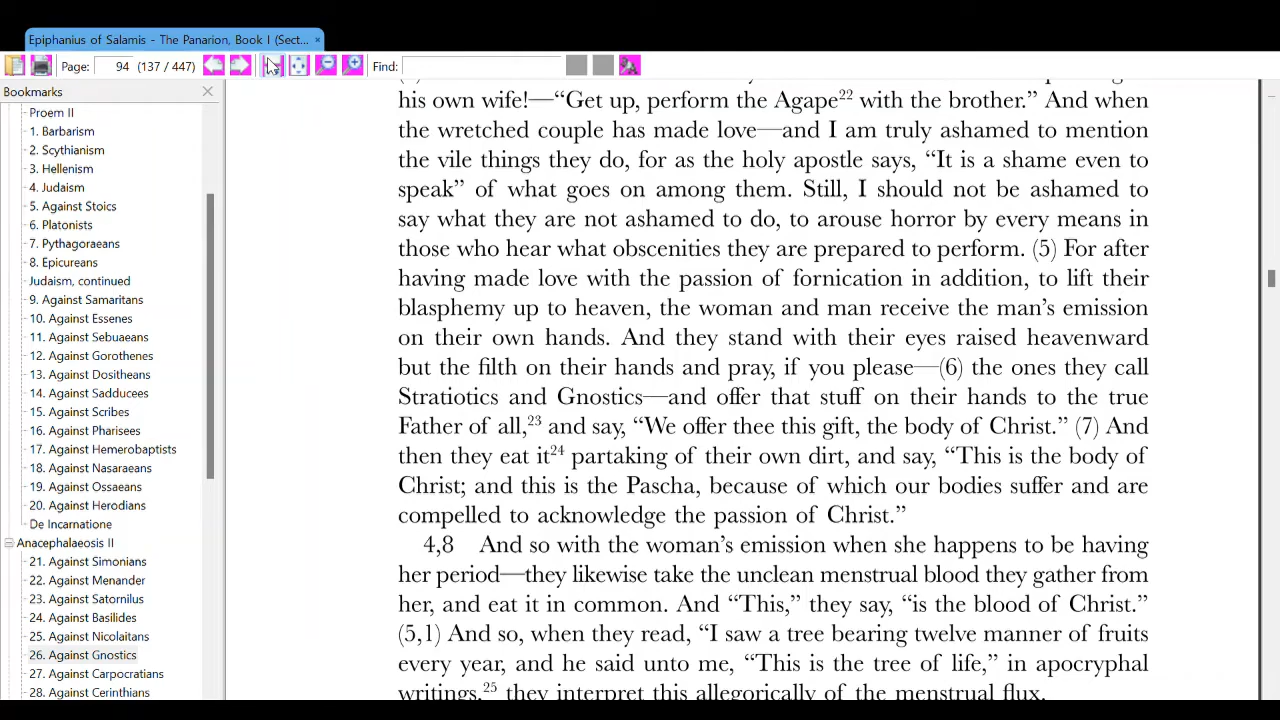 Epiphanius of Salamis - The Panarion, Book I (Sect... ×
Page: 94 (137 / 447) Find:
Bookmarks
Proem II
1. Barbarism
2. Scythianism
3. Hellenism
4. Judaism
5. Against Stoics
6. Platonists
7. Pythagoraeans
8. Epicureans
Judaism, continued
9. Against Samaritans
10. Against Essenes
11. Against Sebuaeans
12. Against Gorothenes
13. Against Dositheans
14. Against Sadducees
15. Against Scribes
16. Against Pharisees
17. Against Hemerobaptists
18. Against Nasaraeans
19. Against Ossaeans
20. Against Herodians
De Incarnatione
Anacephalaeosis II
21. Against Simonians
22. Against Menander
23. Against Satornilus
24. Against Basilides
25. Against Nicolaitans
26. Against Gnostics
27. Against Carpocratians
28. Against Cerinthians
his own wife!—“Get up, perform the Agape22 with the brother.” And when
the wretched couple has made love—and I am truly ashamed to mention
the vile things they do, for as the holy apostle says, “It is a shame even to
speak” of what goes on among them. Still, I should not be ashamed to
say what they are not ashamed to do, to arouse horror by every means in
those who hear what obscenities they are prepared to perform. (5) For after
having made love with the passion of fornication in addition, to lift their
blasphemy up to heaven, the woman and man receive the man’s emission
on their own hands. And they stand with their eyes raised heavenward
but the filth on their hands and pray, if you please—(6) the ones they call
Stratiotics and Gnostics—and offer that stuff on their hands to the true
Father of all,23 and say, “We offer thee this gift, the body of Christ.” (7) And
then they eat it24 partaking of their own dirt, and say, “This is the body of
Christ; and this is the Pascha, because of which our bodies suffer and are
compelled to acknowledge the passion of Christ.”
4,8 And so with the woman’s emission when she happens to be having
her period—they likewise take the unclean menstrual blood they gather from
her, and eat it in common. And “This,” they say, “is the blood of Christ.”
(5,1) And so, when they read, “I saw a tree bearing twelve manner of fruits
every year, and he said unto me, “This is the tree of life,” in apocryphal
writings,25 they interpret this allegorically of the menstrual flux.